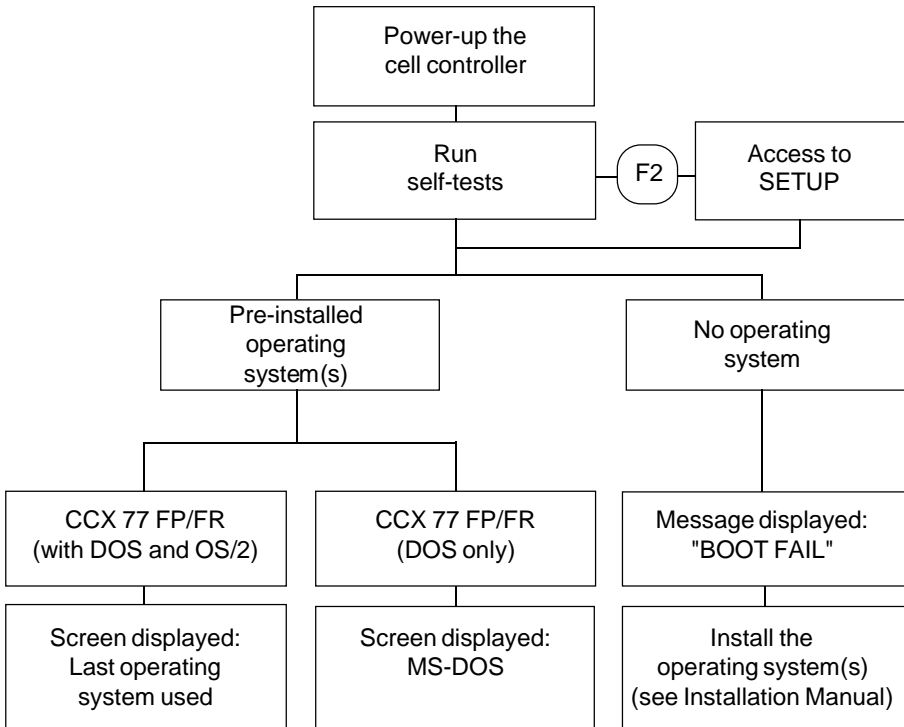 Power-up the
cell controller
Run
self-tests
F2
Access to
SETUP
Pre-installed
operating
system(s)
No operating
system
CCX 77 FP/FR
(with DOS and OS/2)
CCX 77 FP/FR
(DOS only)
Message displayed:
"BOOT FAIL"
Screen displayed:
Last operating
system used
Screen displayed:
MS-DOS
Install the
operating system(s)
(see Installation Manual)